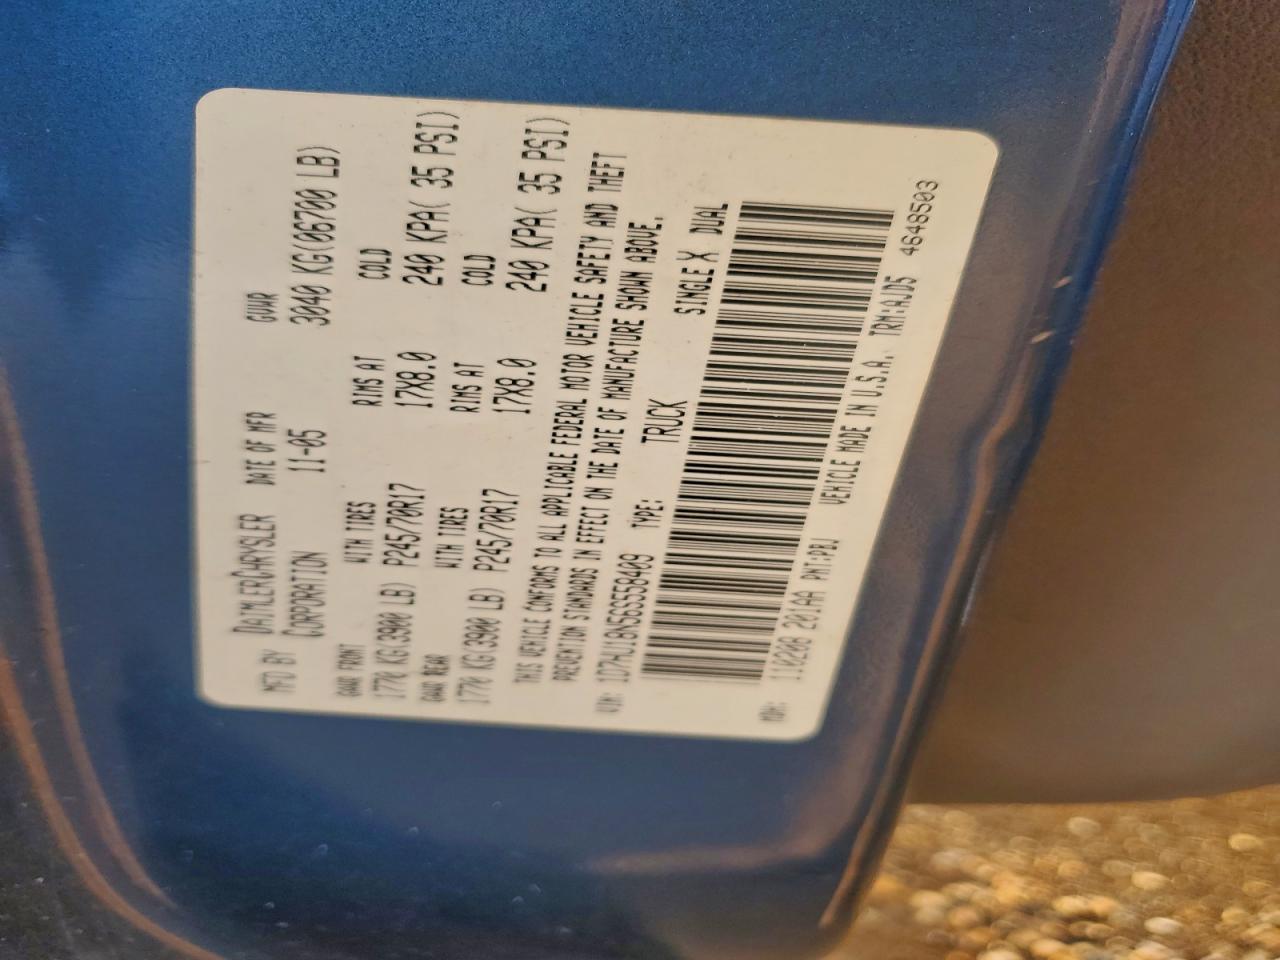 MFD BY DAIMLERCHRYSLER CORPORATION DATE OF MFR 11-05 GVWR 3040 KG(06700 LB)
GAWR FRONT WITH TIRES RIMS AT COLD
1770 KG(3900 LB) P245/70R17 17X8.0 240 KPA( 35 PSI)
GAWR REAR WITH TIRES RIMS AT COLD
1770 KG(3900 LB) P245/70R17 17X8.0 240 KPA( 35 PSI)
THIS VEHICLE CONFORMS TO ALL APPLICABLE FEDERAL MOTOR VEHICLE SAFETY AND THEFT
PREVENTION STANDARDS IN EFFECT ON THE DATE OF MANUFACTURE SHOWN ABOVE.
VIN: 1D7HU18N56S558409 TYPE: TRUCK SINGLE X DUAL
MDH: 110208 201AA PNT:PBJ VEHICLE MADE IN U.S.A. TRM:AJD5 4648503